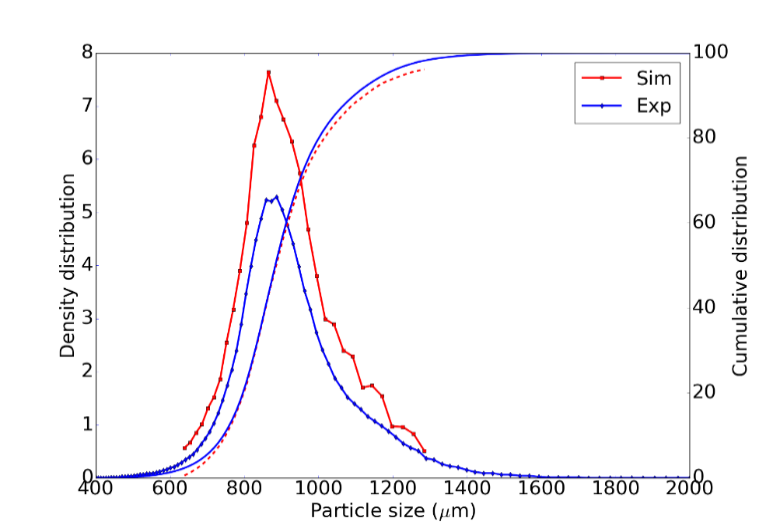 8
7
6
5
4
3
2
1
0
Density distribution
100
80
60
40
20
0
Cumulative distribution
Sim
Exp
400 600 800 1000 1200 1400 1600 1800 2000
Particle size (μm)